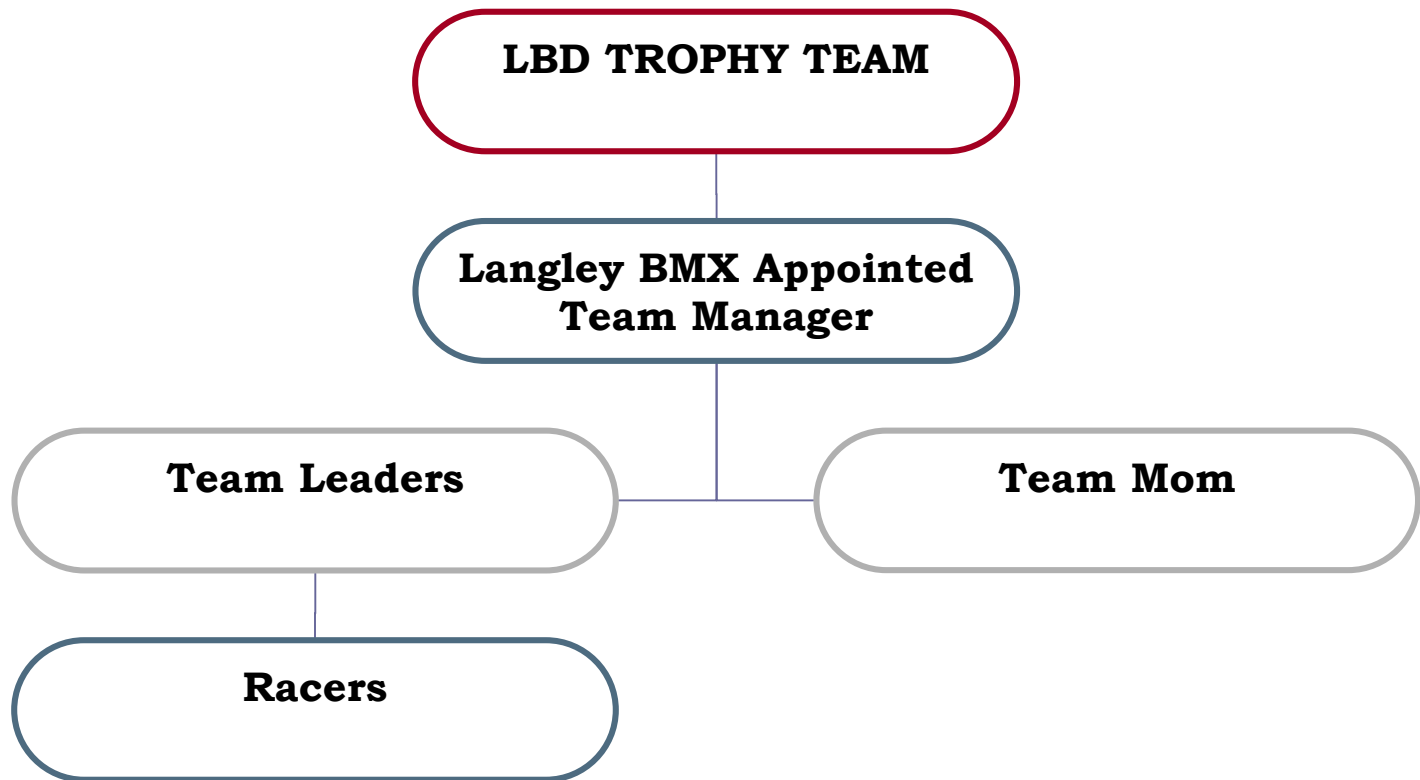 LBD TROPHY TEAM
Langley BMX Appointed
Team Manager
Team Leaders
Team Mom
Racers